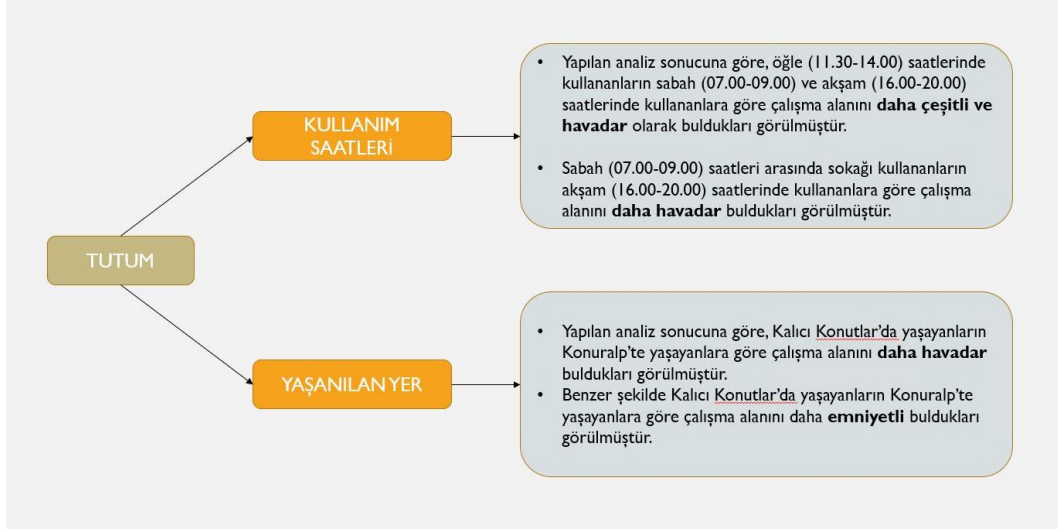 TUTUM
KULLANIM
SAATLERİ
• Yapılan analiz sonucuna göre, öğle (11.30-14.00) saatlerinde
kullananların sabah (07.00-09.00) ve akşam (16.00-20.00)
saatlerinde kullananlara göre çalışma alanını daha çeşitli ve
havadar olarak buldukları görülmüştür.
• Sabah (07.00-09.00) saatleri arasında sokağı kullananların
akşam (16.00-20.00) saatlerinde kullananlara göre çalışma
alanını daha havadar buldukları görülmüştür.
YAŞANILAN YER
• Yapılan analiz sonucuna göre, Kalıcı Konutlar’da yaşayanların
Konuralp’te yaşayanlara göre çalışma alanını daha havadar
buldukları görülmüştür.
• Benzer şekilde Kalıcı Konutlar’da yaşayanların Konuralp’te
yaşayanlara göre çalışma alanını daha emniyetli buldukları
görülmüştür.